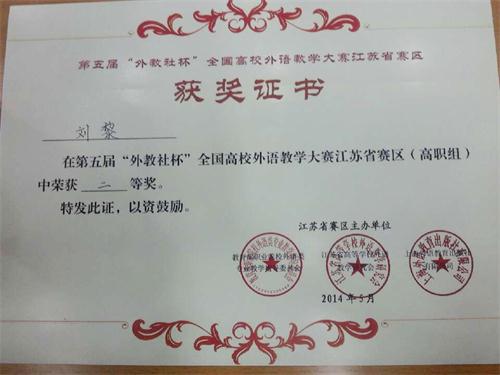 第五届“外教社杯”全国高校外语教学大赛江苏省赛区
获奖证书
刘黎
在第五届“外教社杯”全国高校外语教学大赛江苏省赛区（高职组）
中荣获 二 等奖。
特发此证，以资鼓励。
江苏省赛区主办单位
2014年5月